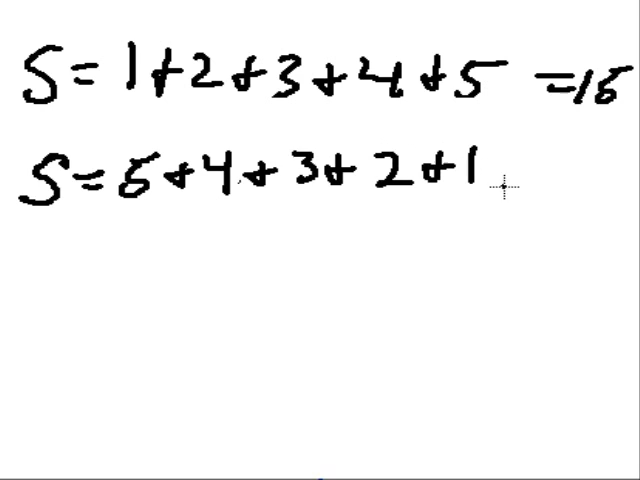 S = 1 + 2 + 3 + 4 + 5 = 15
S = 5 + 4 + 3 + 2 + 1